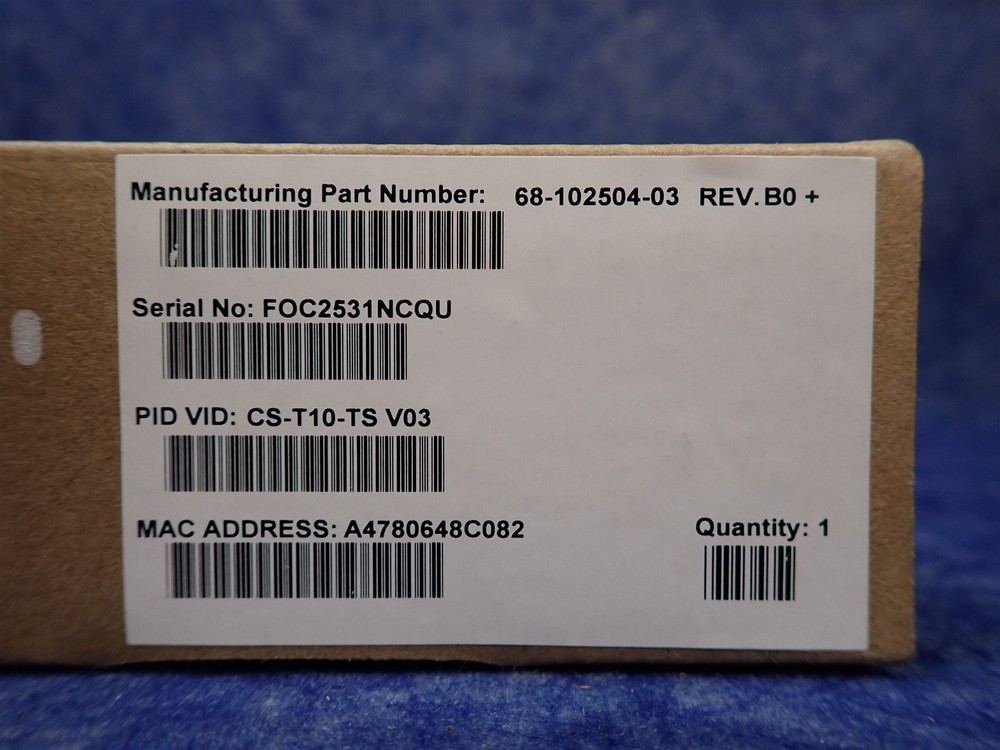 Manufacturing Part Number: 68-102504-03 REV. B0 +
Serial No: FOC2531NCQU
PID VID: CS-T10-TS V03
MAC ADDRESS: A4780648C082
Quantity: 1